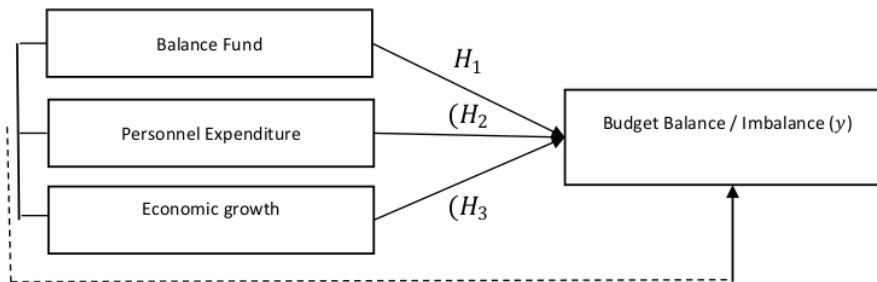 Balance Fund
H₁
Personnel Expenditure
(H₂
Budget Balance / Imbalance (y)
Economic growth
(H₃